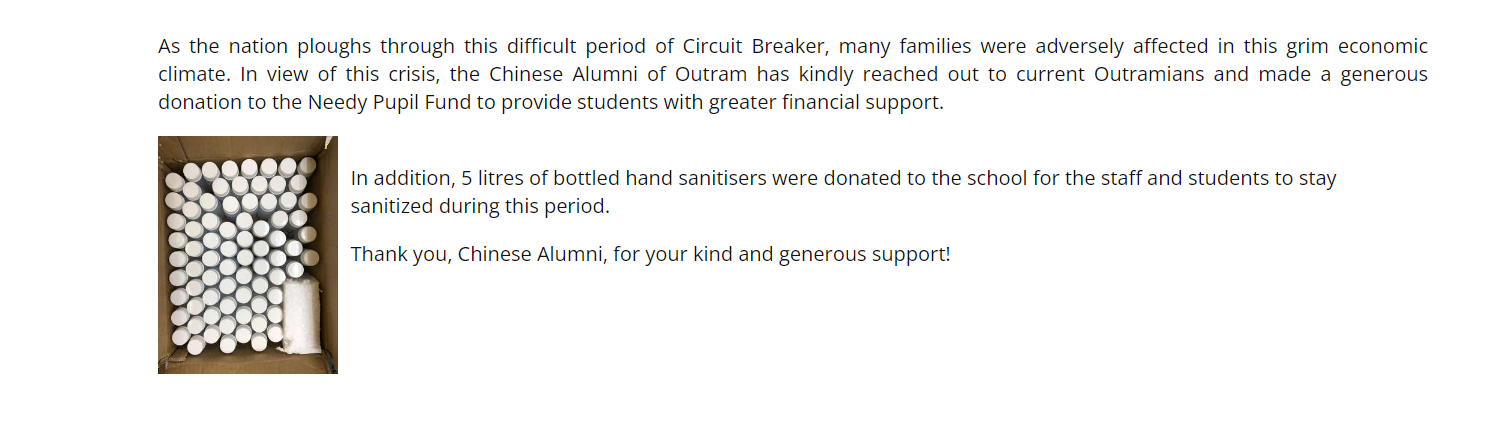 As the nation ploughs through this difficult period of Circuit Breaker, many families were adversely affected in this grim economic
climate. In view of this crisis, the Chinese Alumni of Outram has kindly reached out to current Outramians and made a generous
donation to the Needy Pupil Fund to provide students with greater financial support.
In addition, 5 litres of bottled hand sanitisers were donated to the school for the staff and students to stay
sanitized during this period.
Thank you, Chinese Alumni, for your kind and generous support!